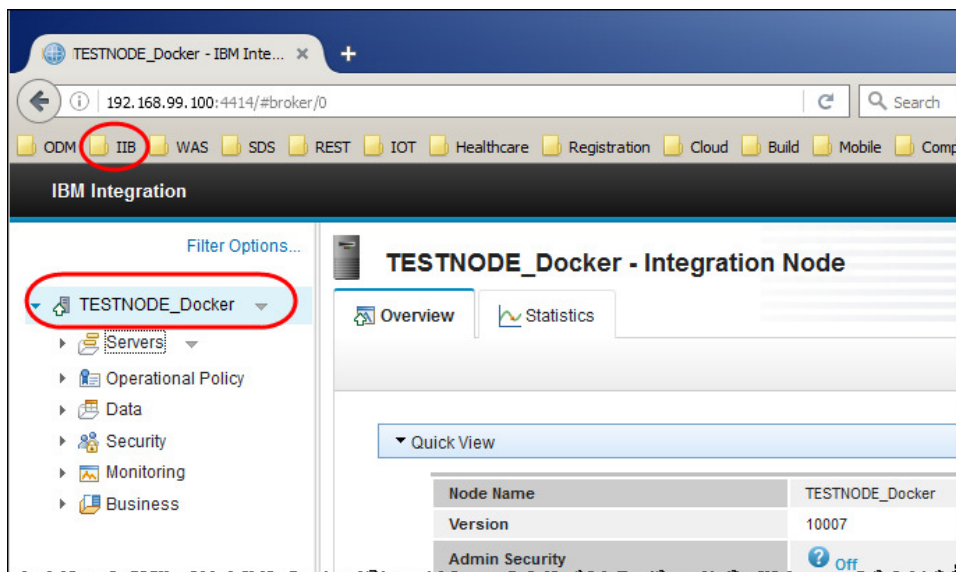 TESTNODE_Docker - IBM Inte...
192.168.99.100:4414/#broker/0
Search
ODM IIB WAS SDS REST IOT Healthcare Registration Cloud Build Mobile Comp
IBM Integration
Filter Options...
TESTNODE_Docker
Servers
Operational Policy
Data
Security
Monitoring
Business
TESTNODE_Docker - Integration Node
Overview Statistics
Quick View
Node Name TESTNODE_Docker
Version 10007
Admin Security Off